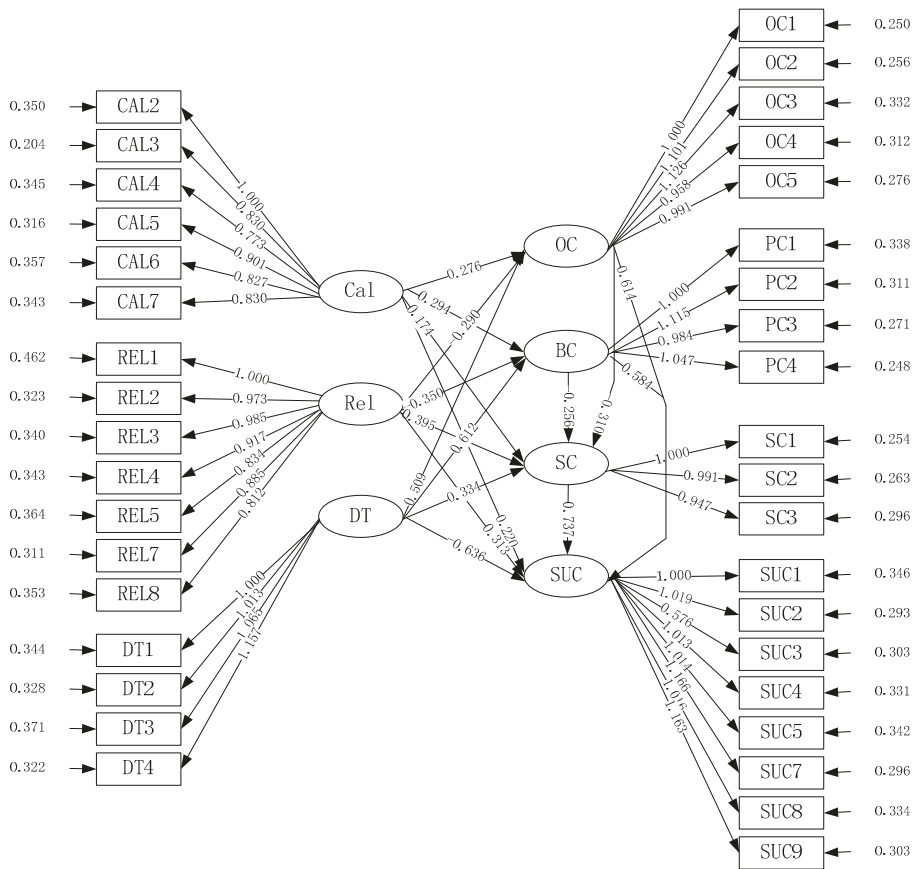 0.350 CAL2
0.204 CAL3
0.345 CAL4
0.316 CAL5
0.357 CAL6
0.343 CAL7
0.462 REL1
0.323 REL2
0.340 REL3
0.343 REL4
0.364 REL5
0.311 REL7
0.353 REL8
0.344 DT1
0.328 DT2
0.371 DT3
0.322 DT4
1.000
0.830
0.773
0.901
0.827
0.830
1.000
0.973
0.985
0.917
0.834
0.885
0.812
1.000
1.013
1.065
1.157
Cal
Rel
DT
0.276
0.294
0.174
0.220
0.290
-0.350
0.395
0.313
0.509
0.612
0.334
-0.636
OC
BC
SC
SUC
0.256
0.310
0.737
0.614
0.584
1.000
1.101
1.126
0.958
0.991
1.000
1.115
0.984
1.047
1.000
0.991
0.947
1.000
1.019
0.576
1.013
1.014
1.166
1.016
1.163
OC1 0.250
OC2 0.256
OC3 0.332
OC4 0.312
OC5 0.276
PC1 0.338
PC2 0.311
PC3 0.271
PC4 0.248
SC1 0.254
SC2 0.263
SC3 0.296
SUC1 0.346
SUC2 0.293
SUC3 0.303
SUC4 0.331
SUC5 0.342
SUC7 0.296
SUC8 0.334
SUC9 0.303